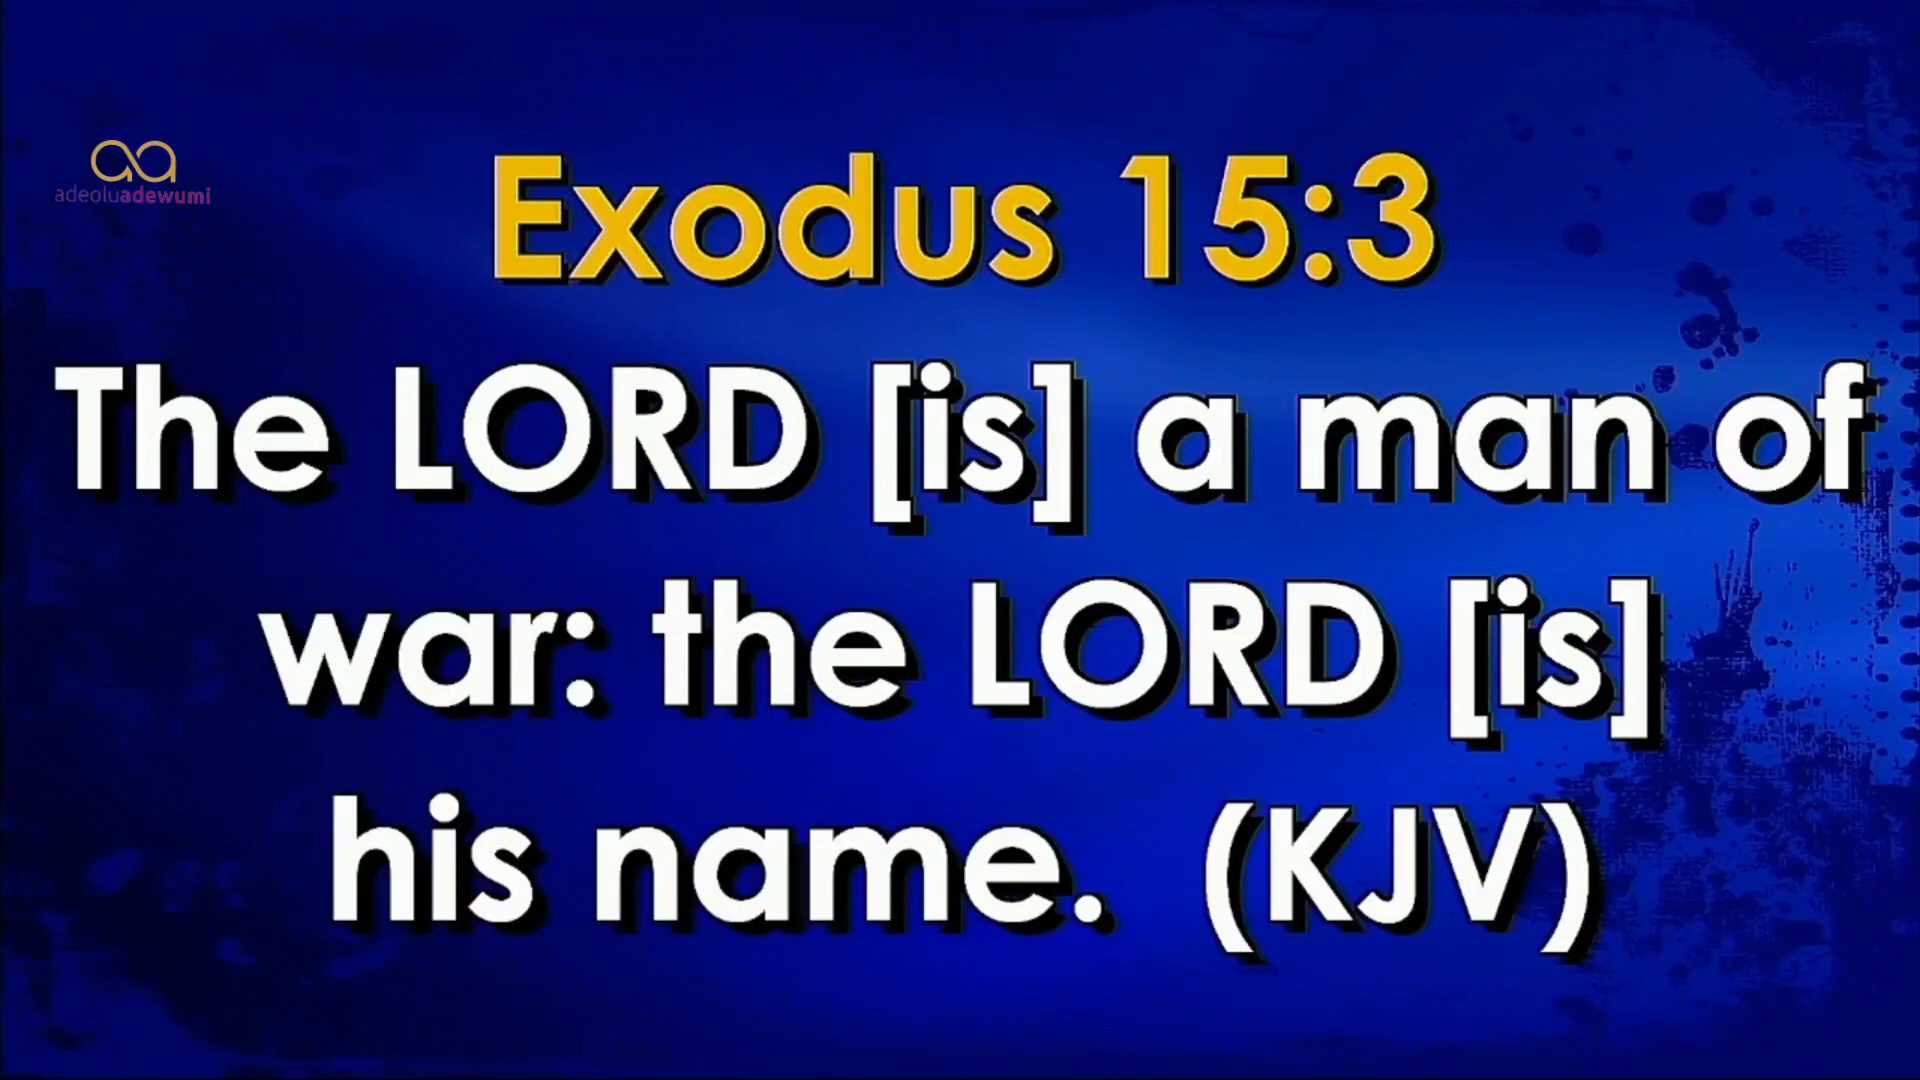 adeoluadewumi
Exodus 15:3
The LORD [is] a man of
war: the LORD [is]
his name. (KJV)